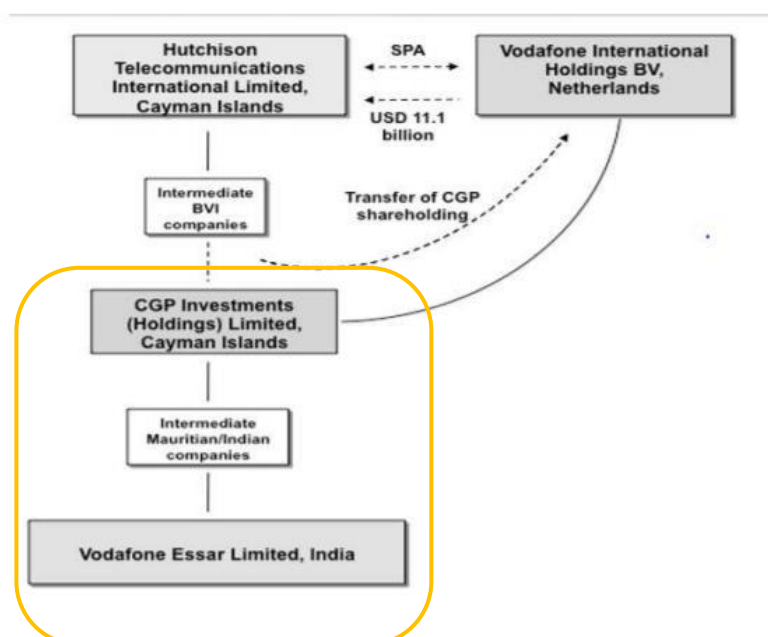 Hutchison
Telecommunications
International Limited,
Cayman Islands
SPA
USD 11.1
billion
Vodafone International
Holdings BV,
Netherlands
Intermediate
BVI
companies
Transfer of CGP
shareholding
CGP Investments
(Holdings) Limited,
Cayman Islands
Intermediate
Mauritian/Indian
companies
Vodafone Essar Limited, India